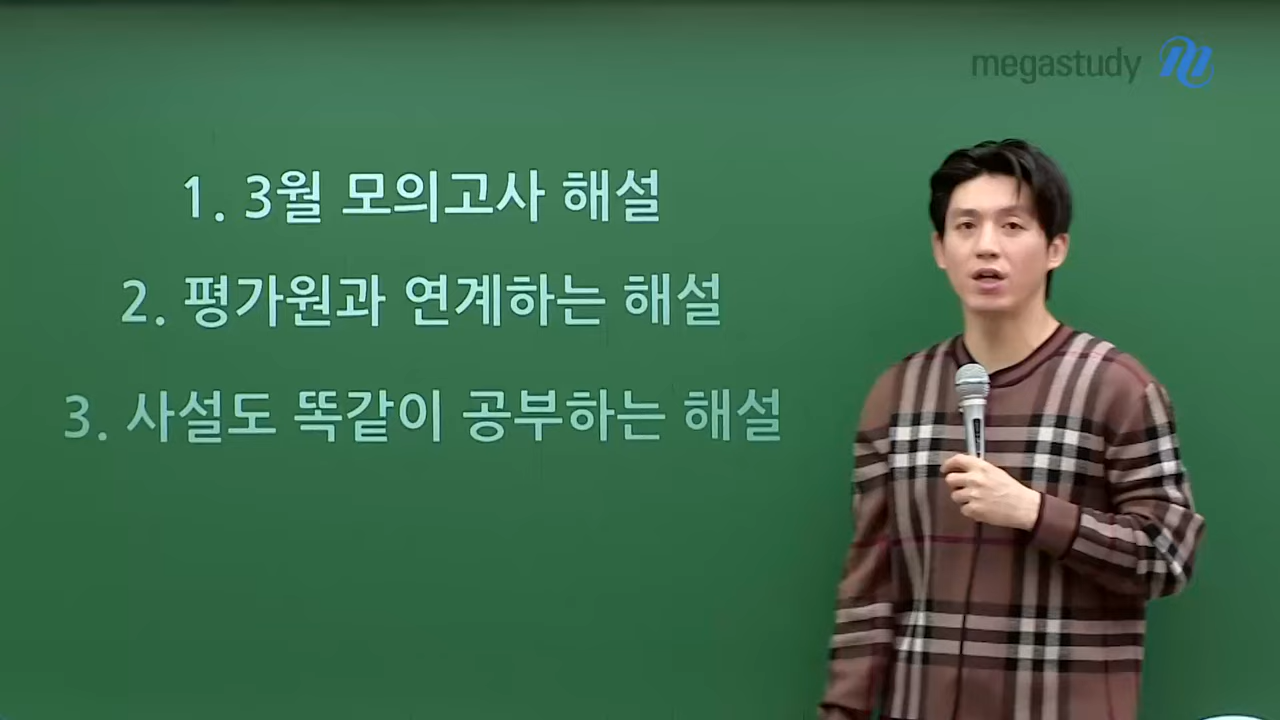 megastudy
1. 3월 모의고사 해설
2. 평가원과 연계하는 해설
3. 사설도 똑같이 공부하는 해설